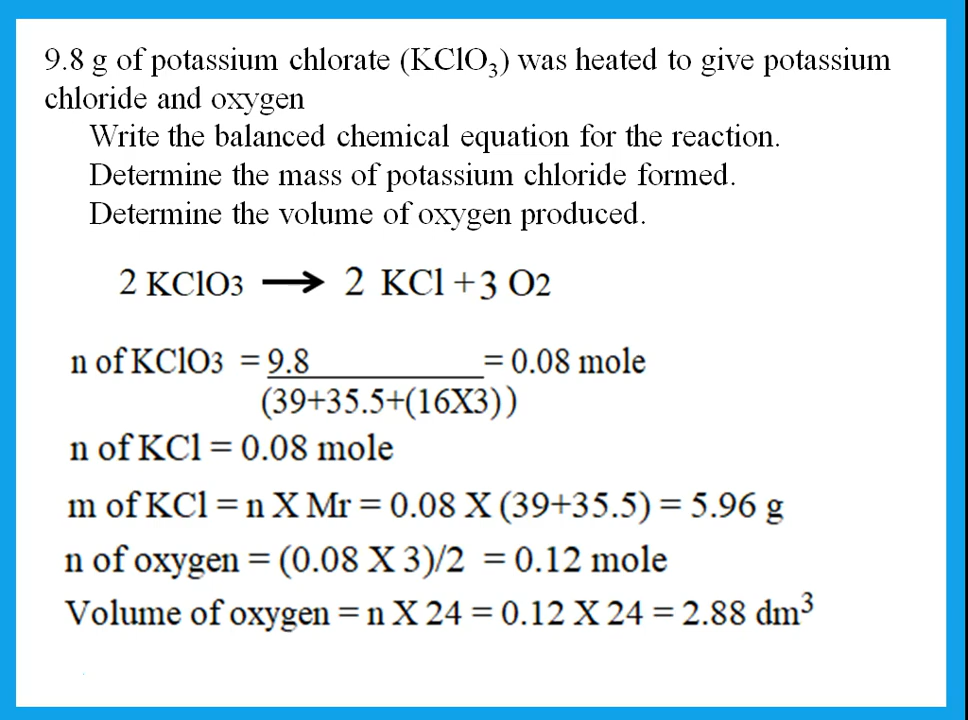 9.8 g of potassium chlorate (KClO₃) was heated to give potassium
chloride and oxygen
Write the balanced chemical equation for the reaction.
Determine the mass of potassium chloride formed.
Determine the volume of oxygen produced.
2 KClO3 ⟶ 2 KCl + 3 O2
n of KClO3 = 9.8 = 0.08 mole
(39+35.5+(16X3))
n of KCl = 0.08 mole
m of KCl = n X Mr = 0.08 X (39+35.5) = 5.96 g
n of oxygen = (0.08 X 3)/2 = 0.12 mole
Volume of oxygen = n X 24 = 0.12 X 24 = 2.88 dm³